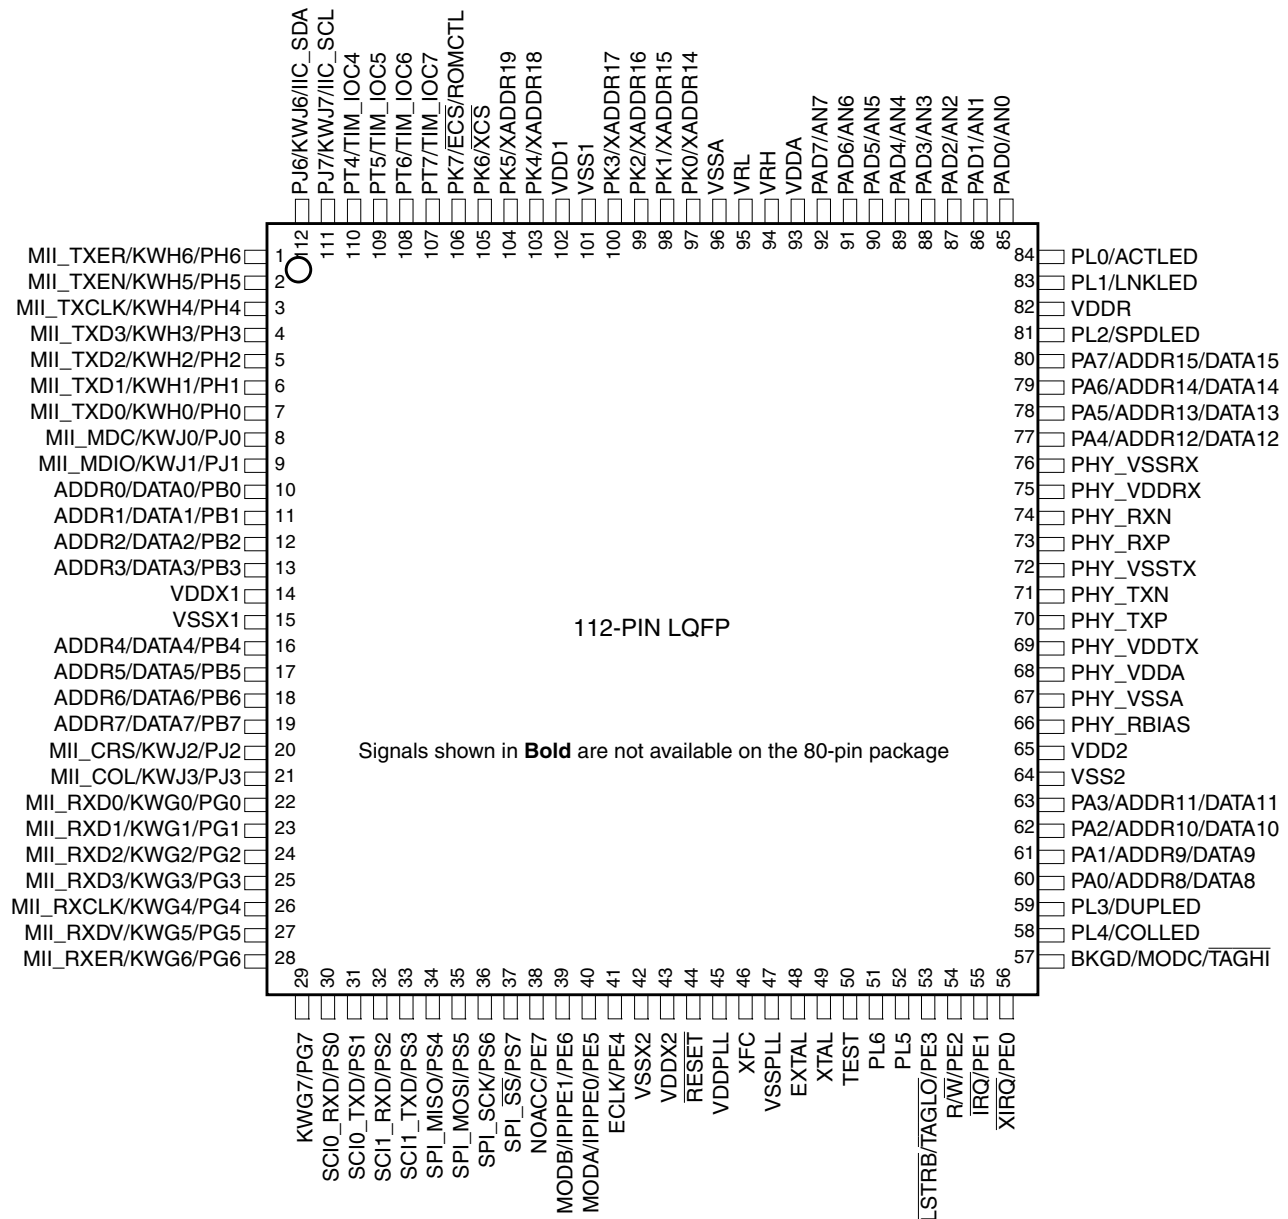 PJ6/KWJ6/IIC_SDA
PJ7/KWJ7/IIC_SCL
PT4/TIM_IOC4
PT5/TIM_IOC5
PT6/TIM_IOC6
PT7/TIM_IOC7
PK7/ECS/ROMCTL
PK6/XCS
PK5/XADDR19
PK4/XADDR18
VDD1
VSS1
PK3/XADDR17
PK2/XADDR16
PK1/XADDR15
PK0/XADDR14
VSSA
VRL
VRH
VDDA
PAD7/AN7
PAD6/AN6
PAD5/AN5
PAD4/AN4
PAD3/AN3
PAD2/AN2
PAD1/AN1
PAD0/AN0
112
111
110
109
108
107
106
105
104
103
102
101
100
99
98
97
96
95
94
93
92
91
90
89
88
87
86
85
MII_TXER/KWH6/PH6 1
MII_TXEN/KWH5/PH5 2
MII_TXCLK/KWH4/PH4 3
MII_TXD3/KWH3/PH3 4
MII_TXD2/KWH2/PH2 5
MII_TXD1/KWH1/PH1 6
MII_TXD0/KWH0/PH0 7
MII_MDC/KWJ0/PJ0 8
MII_MDIO/KWJ1/PJ1 9
ADDR0/DATA0/PB0 10
ADDR1/DATA1/PB1 11
ADDR2/DATA2/PB2 12
ADDR3/DATA3/PB3 13
VDDX1 14
VSSX1 15
ADDR4/DATA4/PB4 16
ADDR5/DATA5/PB5 17
ADDR6/DATA6/PB6 18
ADDR7/DATA7/PB7 19
MII_CRS/KWJ2/PJ2 20
MII_COL/KWJ3/PJ3 21
MII_RXD0/KWG0/PG0 22
MII_RXD1/KWG1/PG1 23
MII_RXD2/KWG2/PG2 24
MII_RXD3/KWG3/PG3 25
MII_RXCLK/KWG4/PG4 26
MII_RXDV/KWG5/PG5 27
MII_RXER/KWG6/PG6 28
112-PIN LQFP
Signals shown in Bold are not available on the 80-pin package
84 PL0/ACTLED
83 PL1/LNKLED
82 VDDR
81 PL2/SPDLED
80 PA7/ADDR15/DATA15
79 PA6/ADDR14/DATA14
78 PA5/ADDR13/DATA13
77 PA4/ADDR12/DATA12
76 PHY_VSSRX
75 PHY_VDDRX
74 PHY_RXN
73 PHY_RXP
72 PHY_VSSTX
71 PHY_TXN
70 PHY_TXP
69 PHY_VDDTX
68 PHY_VDDA
67 PHY_VSSA
66 PHY_RBIAS
65 VDD2
64 VSS2
63 PA3/ADDR11/DATA11
62 PA2/ADDR10/DATA10
61 PA1/ADDR9/DATA9
60 PA0/ADDR8/DATA8
59 PL3/DUPLED
58 PL4/COLLED
57 BKGD/MODC/TAGHI
29
30
31
32
33
34
35
36
37
38
39
40
41
42
43
44
45
46
47
48
49
50
51
52
53
54
55
56
KWG7/PG7
SCI0_RXD/PS0
SCI0_TXD/PS1
SCI1_RXD/PS2
SCI1_TXD/PS3
SPI_MISO/PS4
SPI_MOSI/PS5
SPI_SCK/PS6
SPI_SS/PS7
NOACC/PE7
MODB/IPIPE1/PE6
MODA/IPIPE0/PE5
ECLK/PE4
VSSX2
VDDX2
RESET
VDDPLL
XFC
VSSPLL
EXTAL
XTAL
TEST
PL6
PL5
LSTRB/TAGLO/PE3
R/W/PE2
IRQ/PE1
XIRQ/PE0